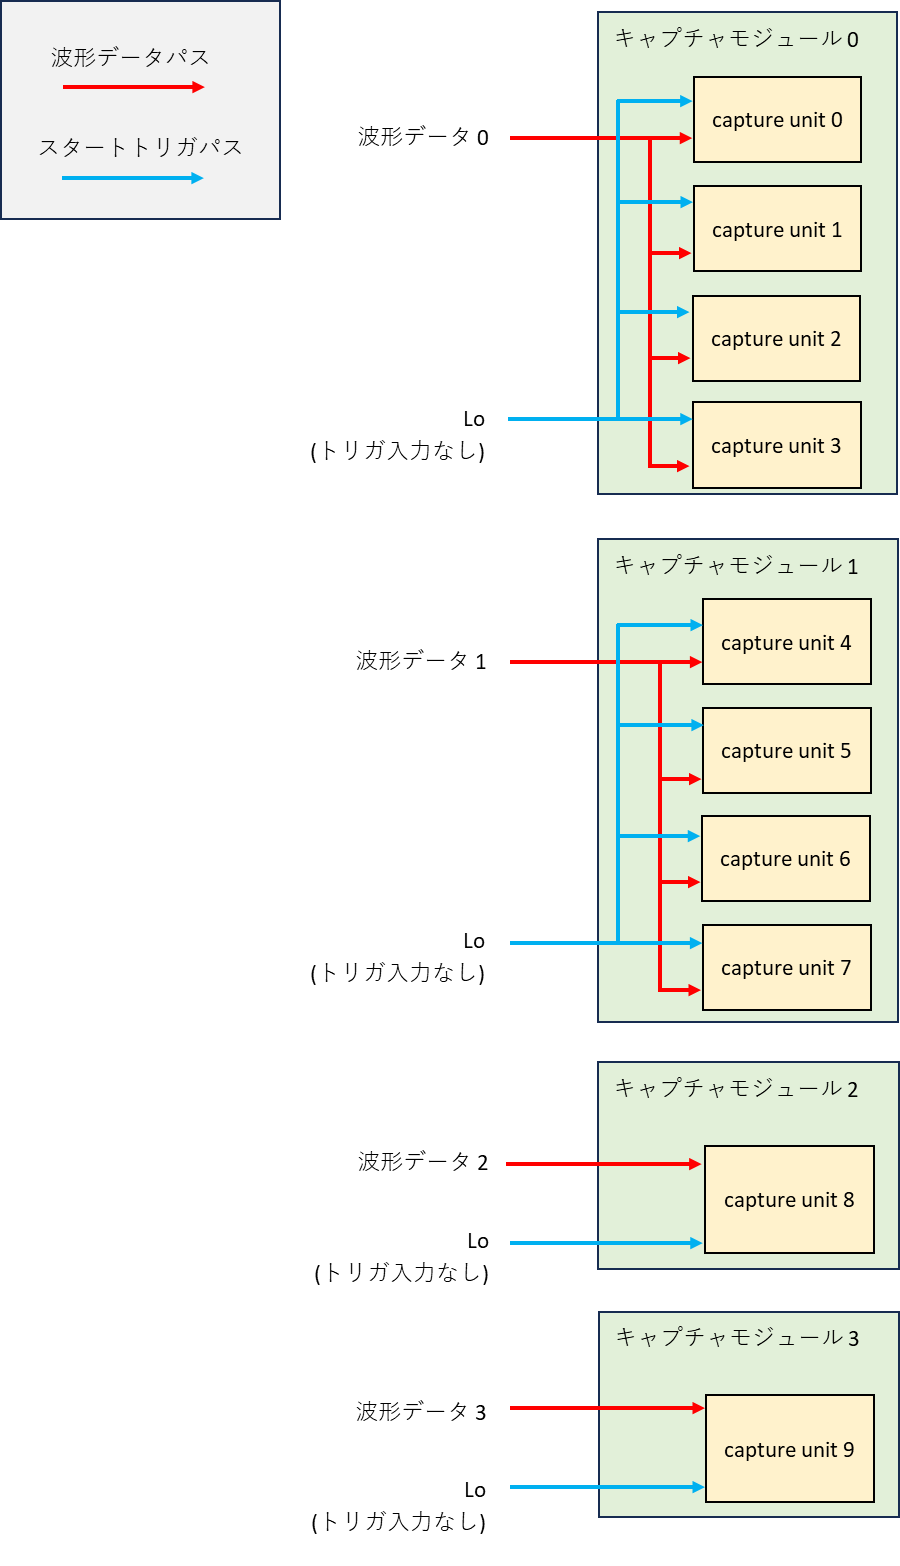 波形データパス
スタートトリガパス
キャプチャモジュール 0
波形データ 0
capture unit 0
capture unit 1
capture unit 2
capture unit 3
Lo
(トリガ入力なし)
キャプチャモジュール 1
波形データ 1
capture unit 4
capture unit 5
capture unit 6
capture unit 7
Lo
(トリガ入力なし)
キャプチャモジュール 2
波形データ 2
capture unit 8
Lo
(トリガ入力なし)
キャプチャモジュール 3
波形データ 3
capture unit 9
Lo
(トリガ入力なし)